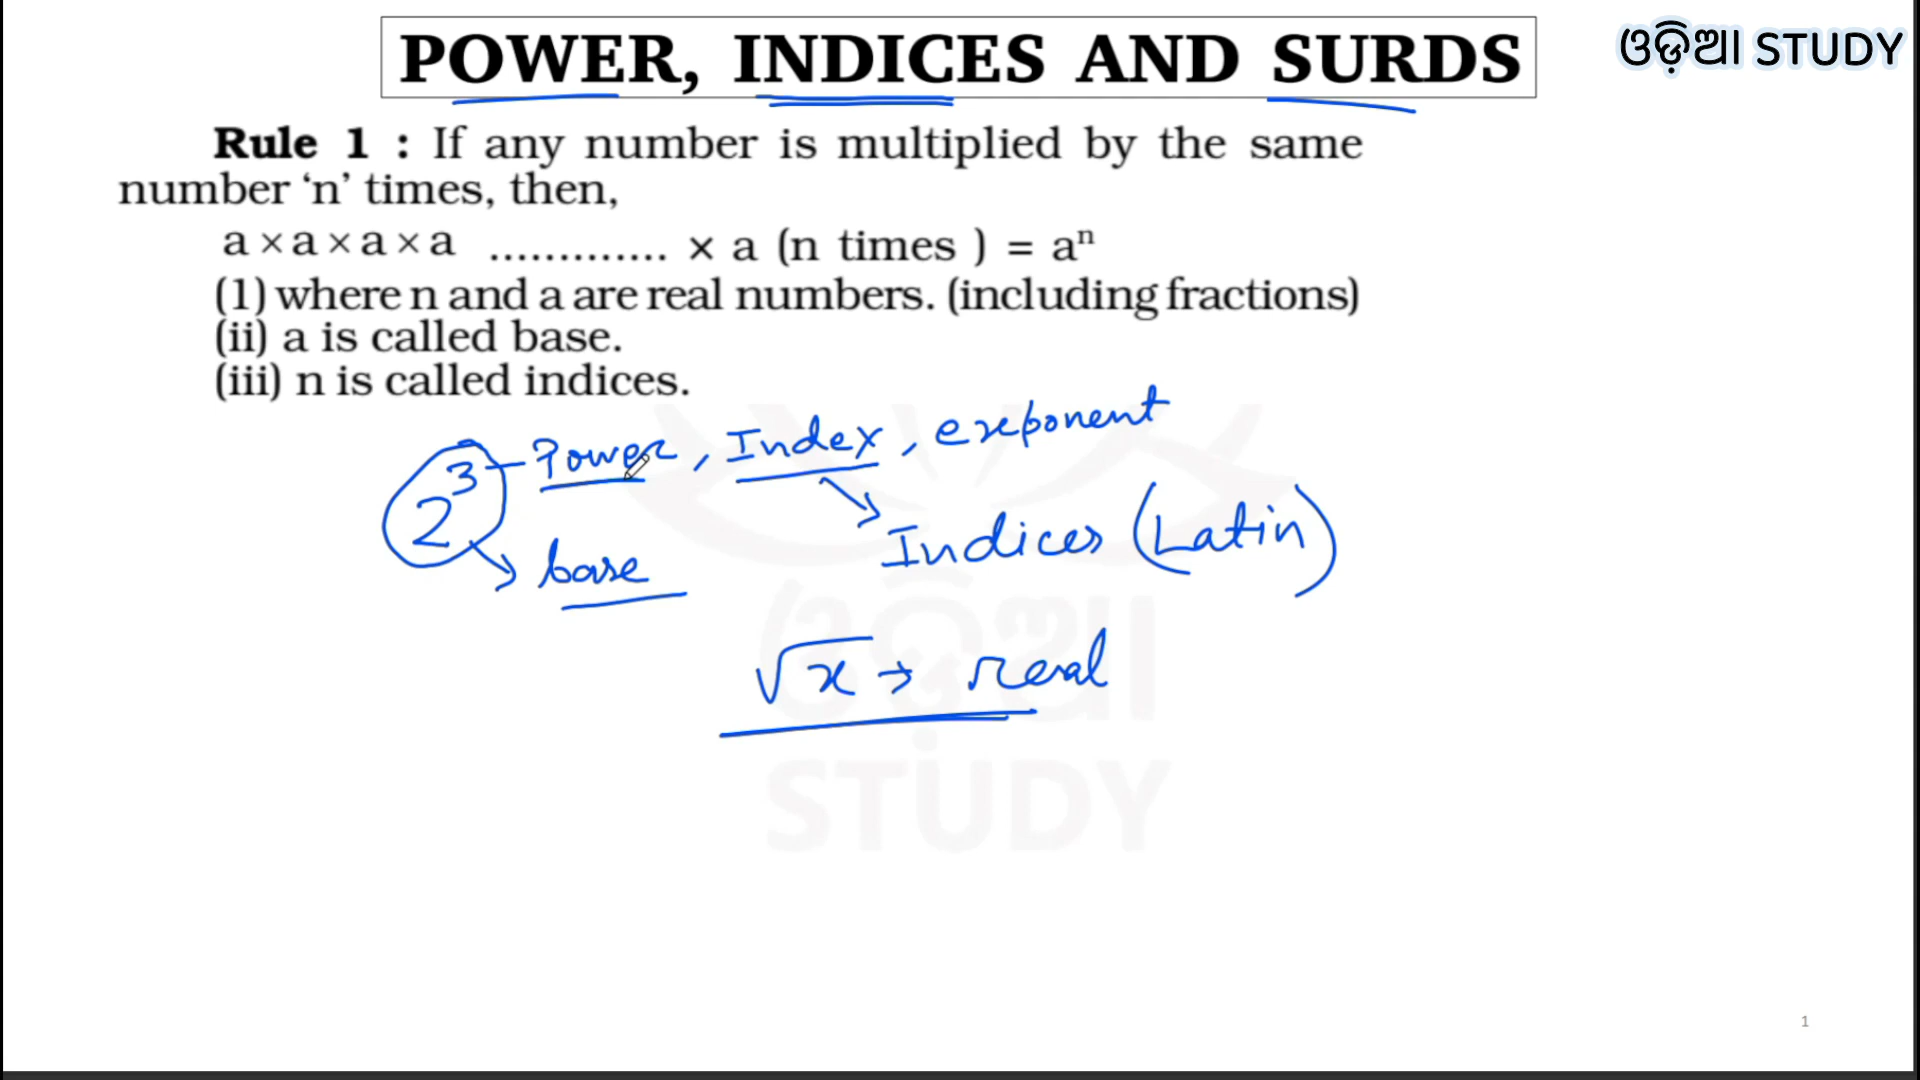 POWER, INDICES AND SURDS
ଓଡ଼ିଆ STUDY
Rule 1 : If any number is multiplied by the same
number ‘n’ times, then,
a × a × a × a ............. × a (n times ) = aⁿ
(1) where n and a are real numbers. (including fractions)
(ii) a is called base.
(iii) n is called indices.
2³ - Power, Index, exponent
base
Indices (Latin)
√x → real
ଓଡ଼ିଆ
STUDY
1